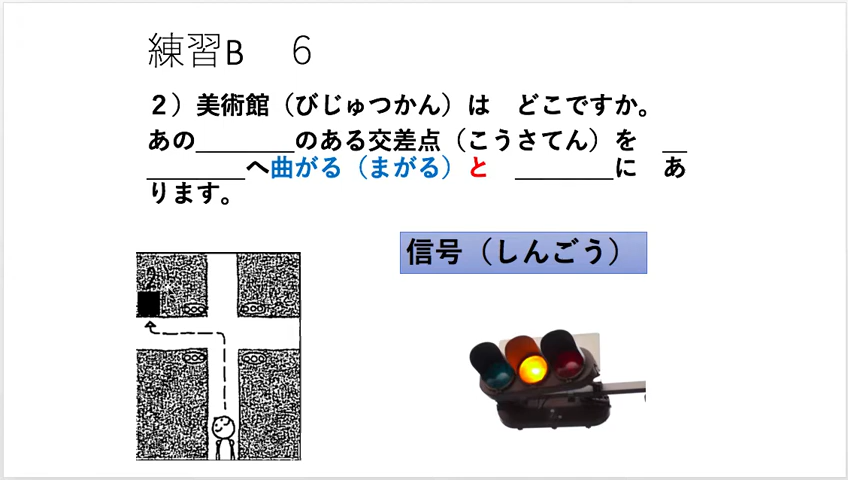 練習B　６
２）美術館（びじゅつかん）は　どこですか。
あの________のある交差点（こうさてん）を　__
________へ曲がる（まがる）と　________に　あ
ります。
信号（しんごう）
2